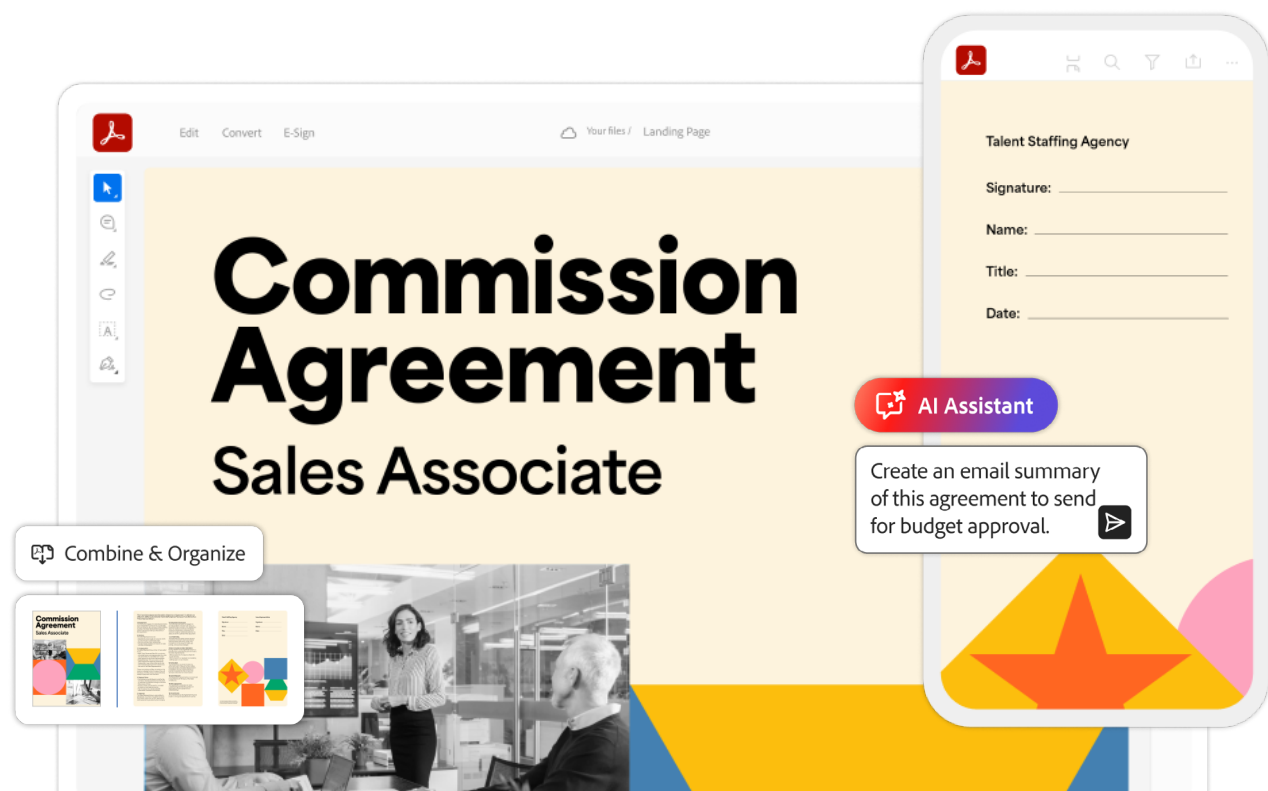 Edit Convert E-Sign
Your files / Landing Page
Commission
Agreement
Sales Associate
Talent Staffing Agency
Signature:
Name:
Title:
Date:
AI Assistant
Create an email summary
of this agreement to send
for budget approval.
Combine & Organize
Commission
Agreement
Sales Associate